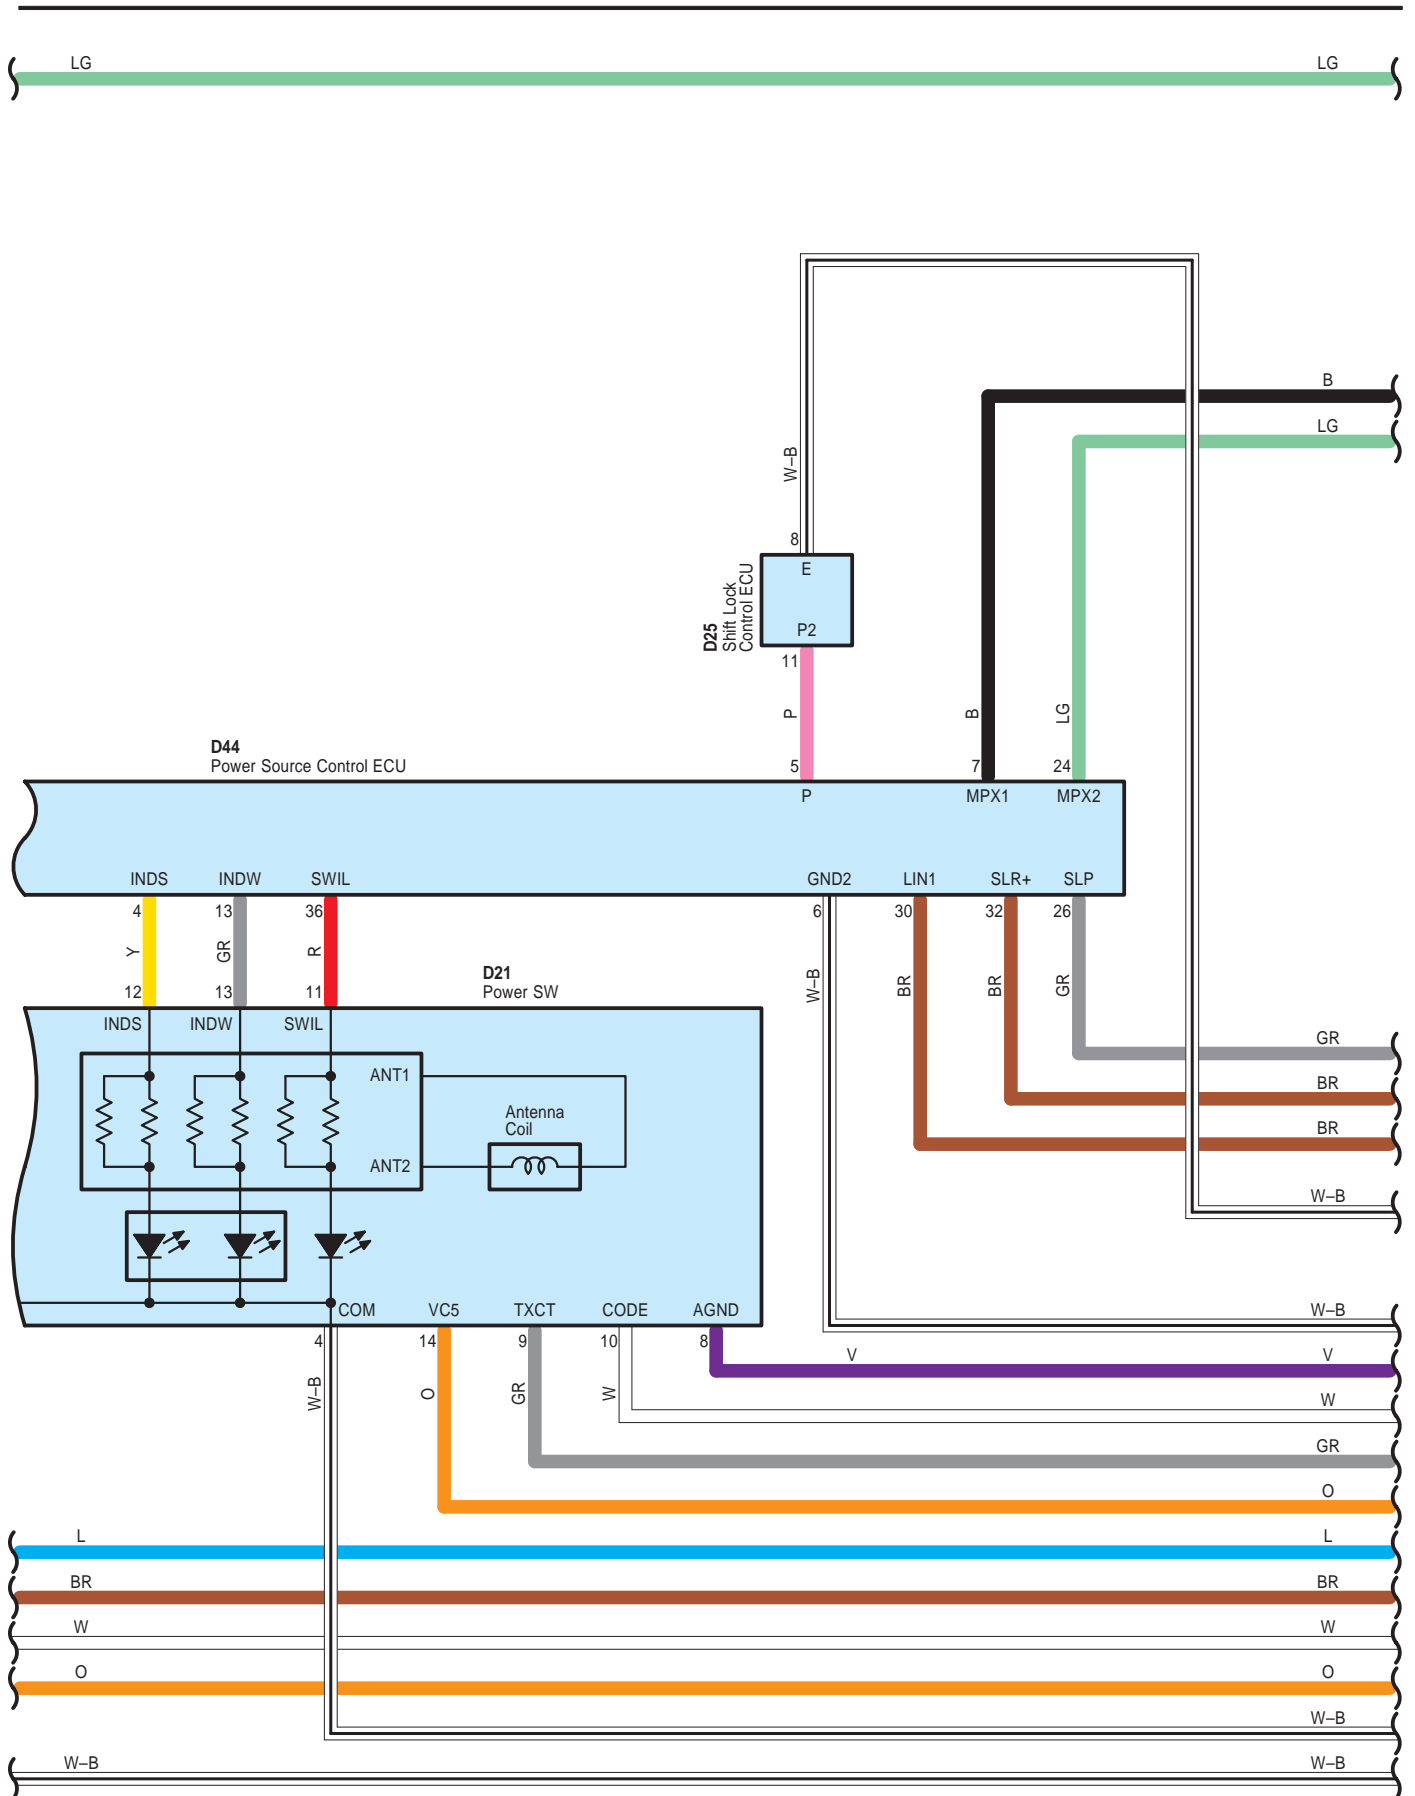 LG LG
B
LG
W–B
8
E
D25
Shift Lock
Control ECU
P2
11
P B LG
D44
Power Source Control ECU
5 7 24
P MPX1 MPX2
INDS INDW SWIL GND2 LIN1 SLR+ SLP
4 13 36 6 30 32 26
Y GR R W–B BR BR GR
D21
Power SW
12 13 11
INDS INDW SWIL
GR
ANT1
BR
Antenna
Coil
BR
ANT2
W–B
COM VC5 TXCT CODE AGND W–B
4 14 9 10 8
V V
W–B O GR W W
GR
O
L L
BR BR
W W
O O
W–B
W–B W–B